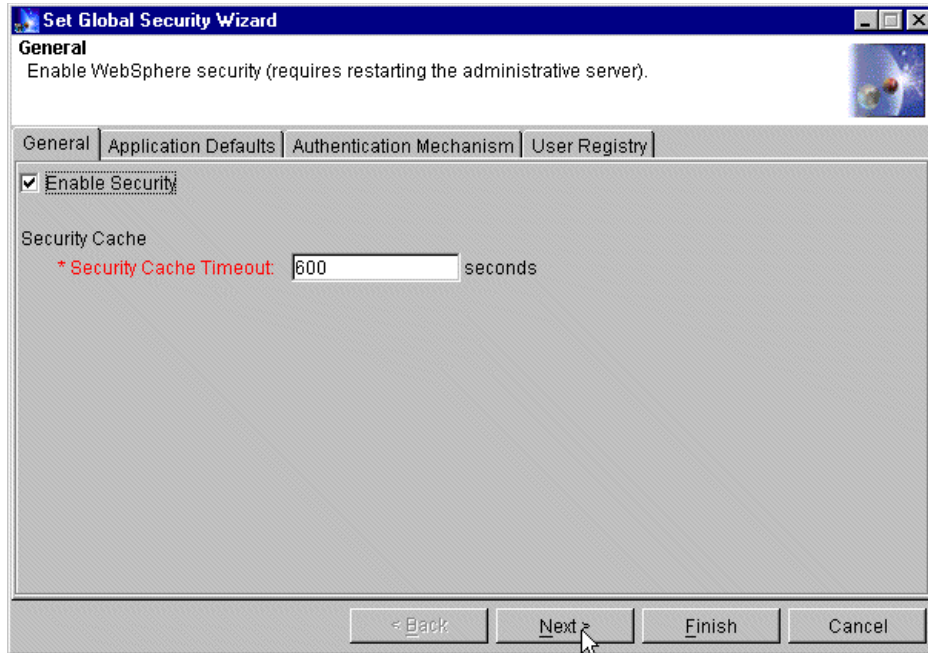 Set Global Security Wizard
General
Enable WebSphere security (requires restarting the administrative server).
General Application Defaults Authentication Mechanism User Registry
Enable Security
Security Cache
* Security Cache Timeout: 600 seconds
< Back Next > Finish Cancel